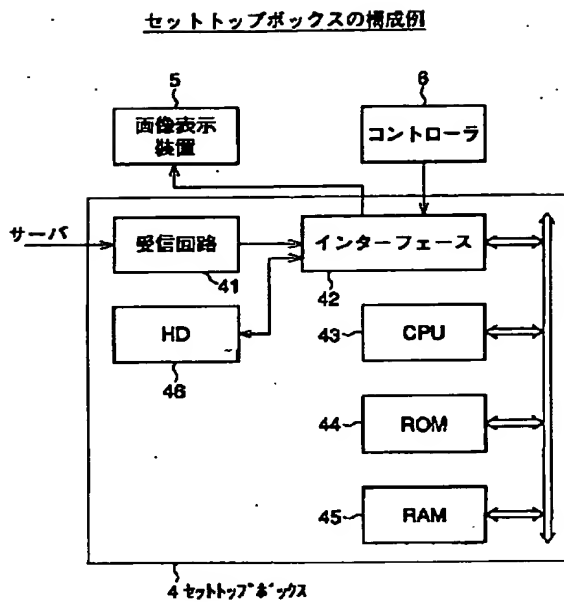 セットトップボックスの構成例
5
6
画像表示
装置
コントローラ
サーバ
受信回路
インターフェース
41
42
HD
46
43
CPU
44
ROM
45
RAM
4 セットトップボックス